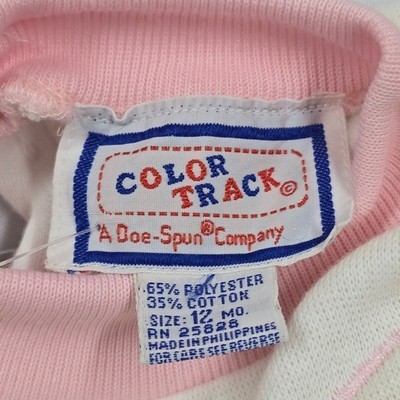 COLOR
TRACK©
A Doe-Spun® Company
65% POLYESTER
35% COTTON
SIZE: 12 MO.
RN 25828
MADE IN PHILIPPINES
FOR CARE SEE REVERSE